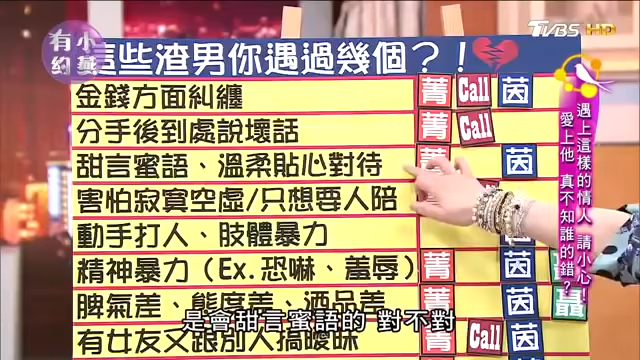 小燕有約
TVBS HD
這些渣男你遇過幾個？！
金錢方面糾纏 菁 Call 茵
分手後到處說壞話 菁 Call
甜言蜜語、溫柔貼心對待 菁 茵
害怕寂寞空虛/只想要人陪
動手打人、肢體暴力
精神暴力（Ex.恐嚇、羞辱） 菁 茵
脾氣差、態度差、酒品差 菁 茵
有女友又跟別人搞曖昧 菁 Call 茵
遇上這樣的情人 請小心！
愛上他 真不知誰的錯？
是會甜言蜜語的 對不對